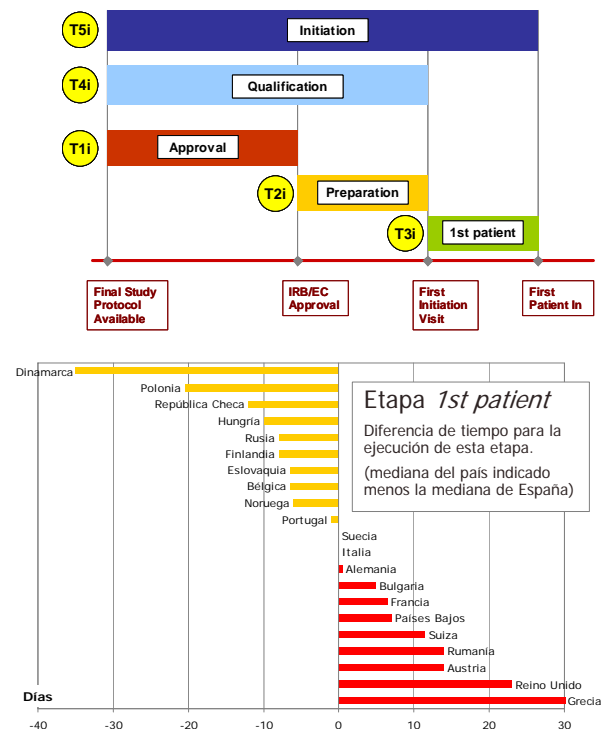 T5i
Initiation
T4i
Qualification
T1i
Approval
T2i
Preparation
T3i
1st patient
Final Study
Protocol
Available
IRB/EC
Approval
First
Initiation
Visit
First
Patient In
Dinamarca
Polonia
República Checa
Hungría
Rusia
Finlandia
Eslovaquia
Bélgica
Noruega
Portugal
Etapa 1st patient
Diferencia de tiempo para la
ejecución de esta etapa.
(mediana del país indicado
menos la mediana de España)
Suecia
Italia
Alemania
Bulgaria
Francia
Países Bajos
Suiza
Rumanía
Austria
Reino Unido
Grecia
Días
-40 -30 -20 -10 0 10 20 30